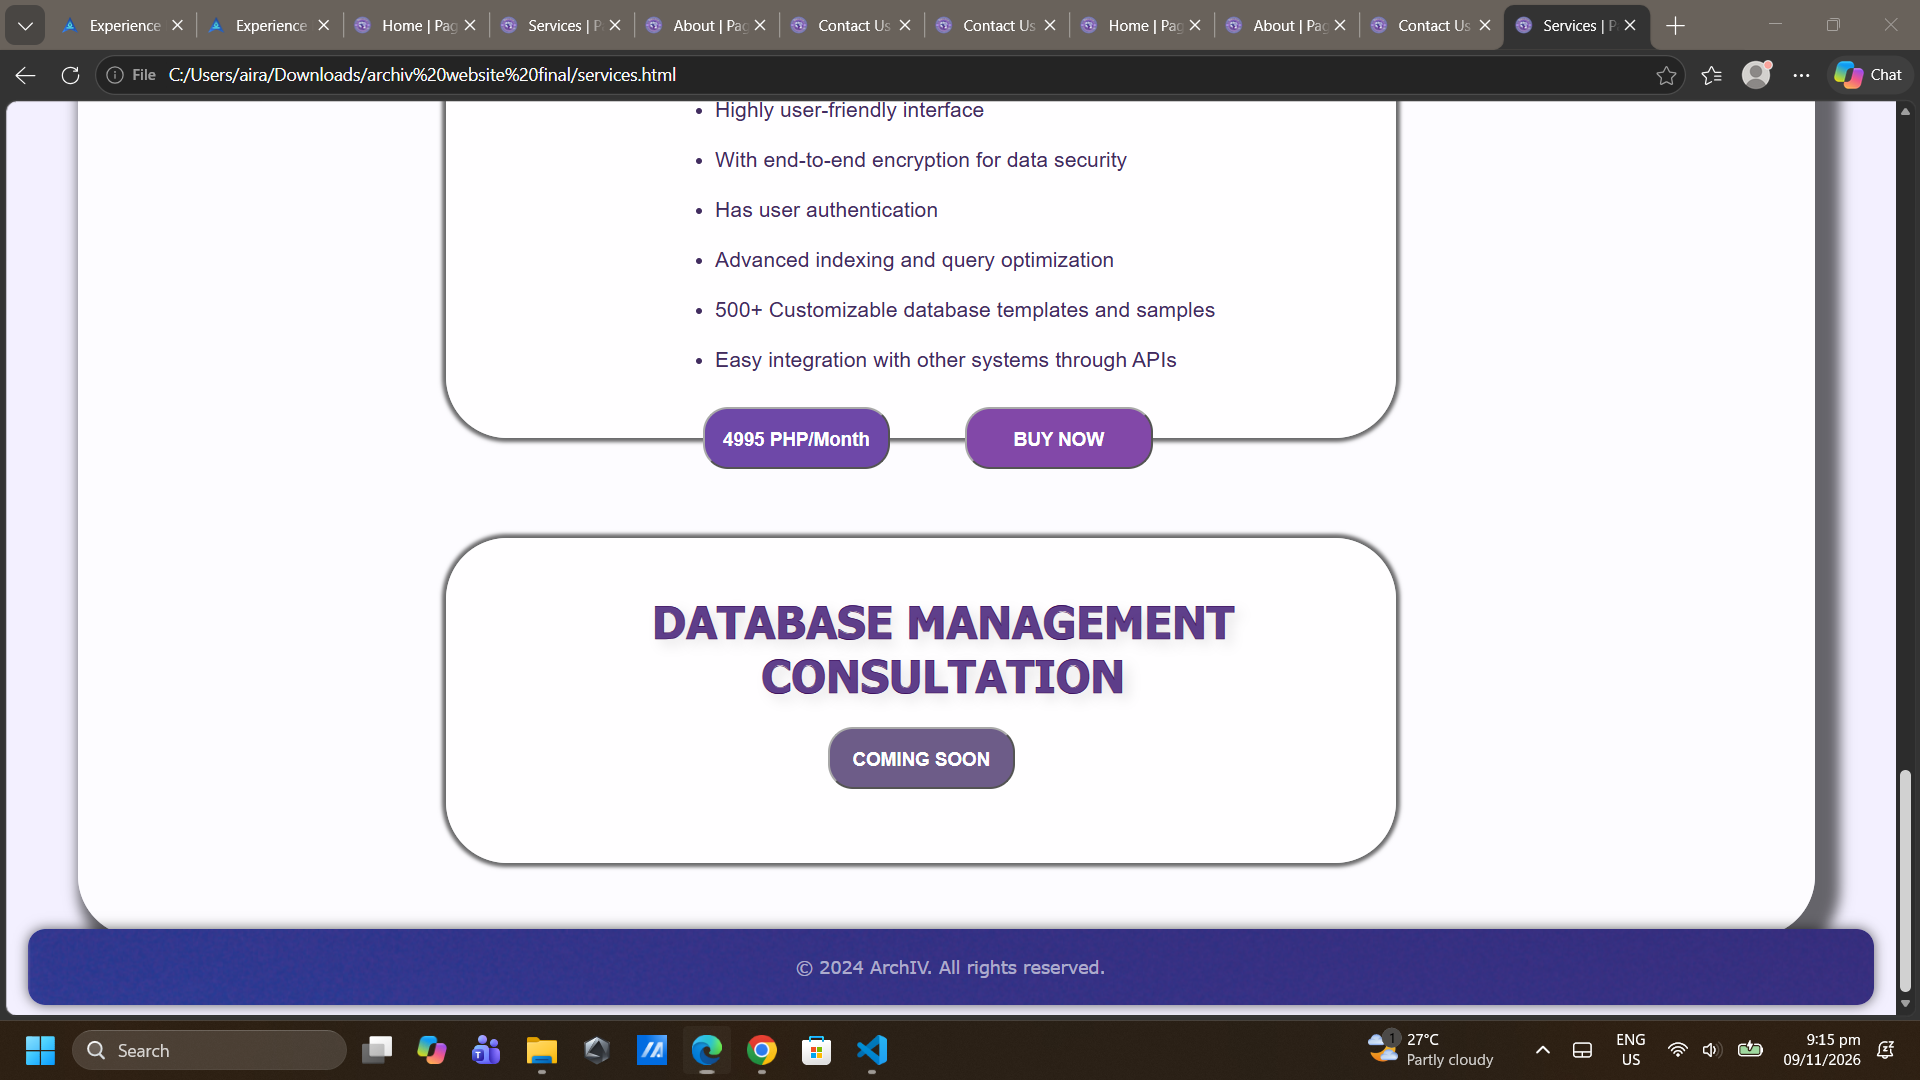 Experience
Experience
Home | Pag
Services | P
About | Pag
Contact Us
Contact Us
Home | Pag
About | Pag
Contact Us
Services | P
File C:/Users/aira/Downloads/archiv%20website%20final/services.html
Chat
• Highly user-friendly interface
• With end-to-end encryption for data security
• Has user authentication
• Advanced indexing and query optimization
• 500+ Customizable database templates and samples
• Easy integration with other systems through APIs
4995 PHP/Month
BUY NOW
DATABASE MANAGEMENT
CONSULTATION
COMING SOON
© 2024 ArchIV. All rights reserved.
Search
1
27°C
Partly cloudy
ENG
US
9:15 pm
09/11/2026